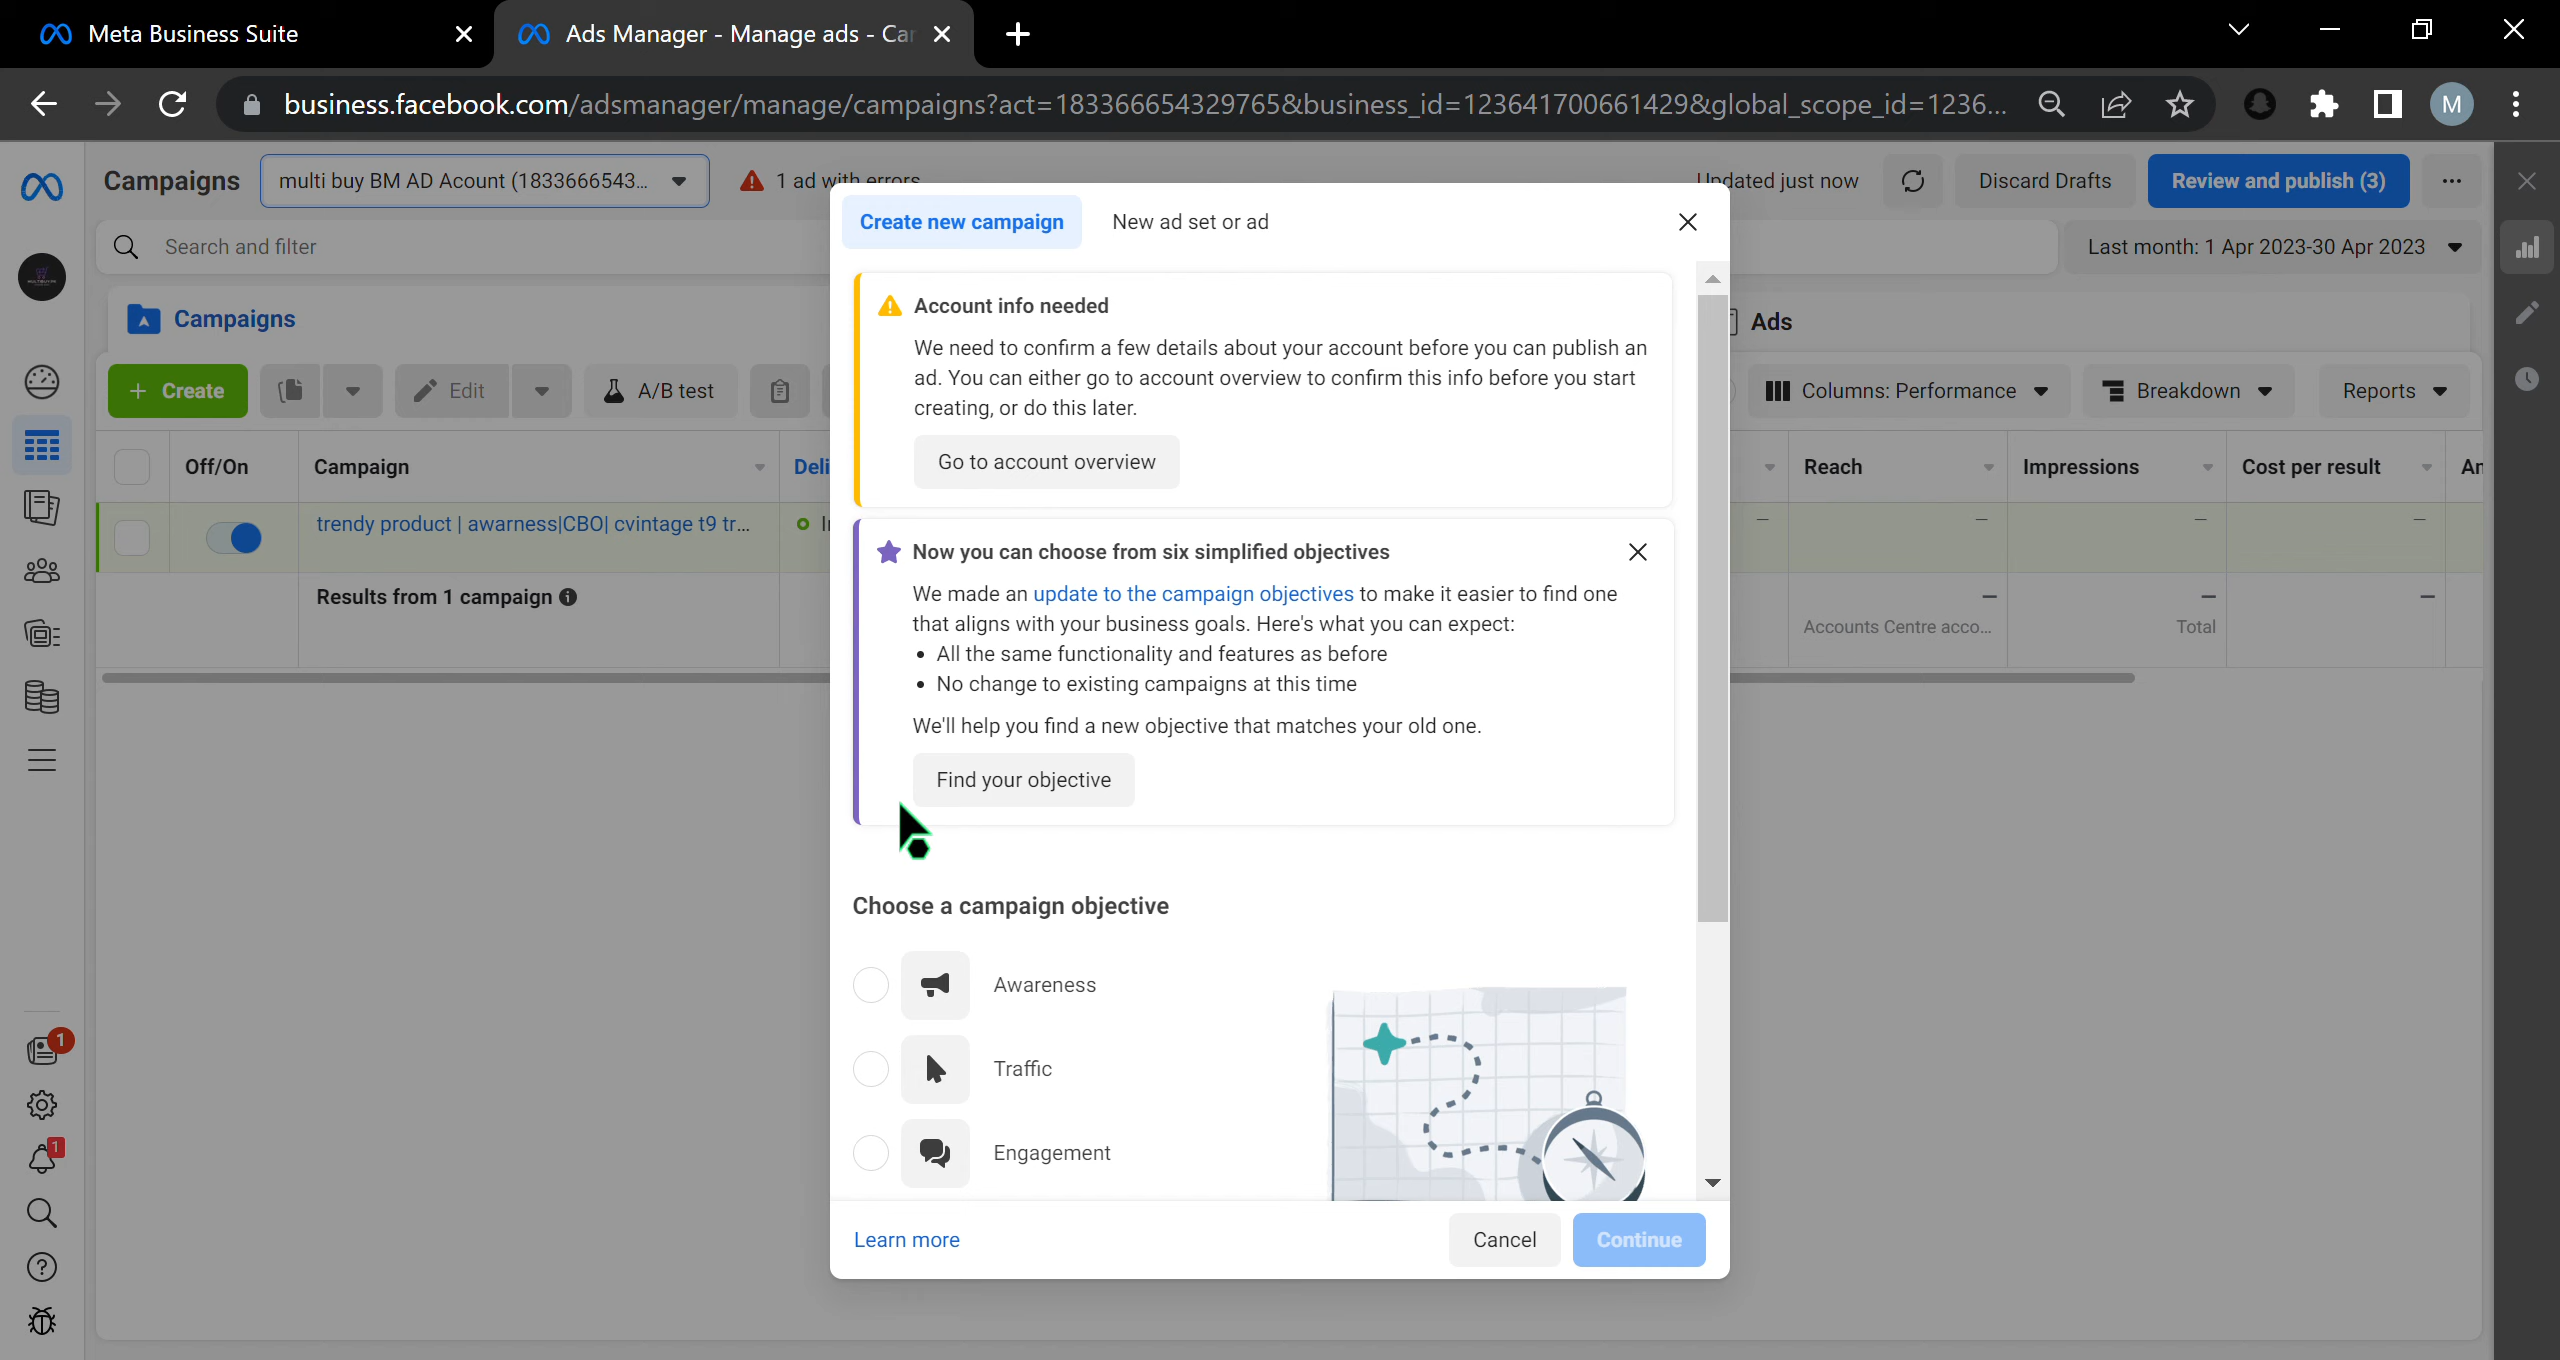 Meta Business Suite
Ads Manager - Manage ads - Car
business.facebook.com/adsmanager/manage/campaigns?act=183366654329765&business_id=123641700661429&global_scope_id=1236...
M
Campaigns
multi buy BM AD Acount (1833666543...
1 ad with errors
Updated just now
Discard Drafts
Review and publish (3)
Search and filter
Last month: 1 Apr 2023-30 Apr 2023
Campaigns
Ads
+ Create
Edit
A/B test
Columns: Performance
Breakdown
Reports
Off/On
Campaign
Deli
Reach
Impressions
Cost per result
An
trendy product | awarness|CBO| cvintage t9 tr...
Results from 1 campaign
Accounts Centre acco...
Total
1
1
Create new campaign
New ad set or ad
Account info needed
We need to confirm a few details about your account before you can publish an
ad. You can either go to account overview to confirm this info before you start
creating, or do this later.
Go to account overview
Now you can choose from six simplified objectives
We made an update to the campaign objectives to make it easier to find one
that aligns with your business goals. Here's what you can expect:
• All the same functionality and features as before
• No change to existing campaigns at this time
We'll help you find a new objective that matches your old one.
Find your objective
Choose a campaign objective
Awareness
Traffic
Engagement
Learn more
Cancel
Continue